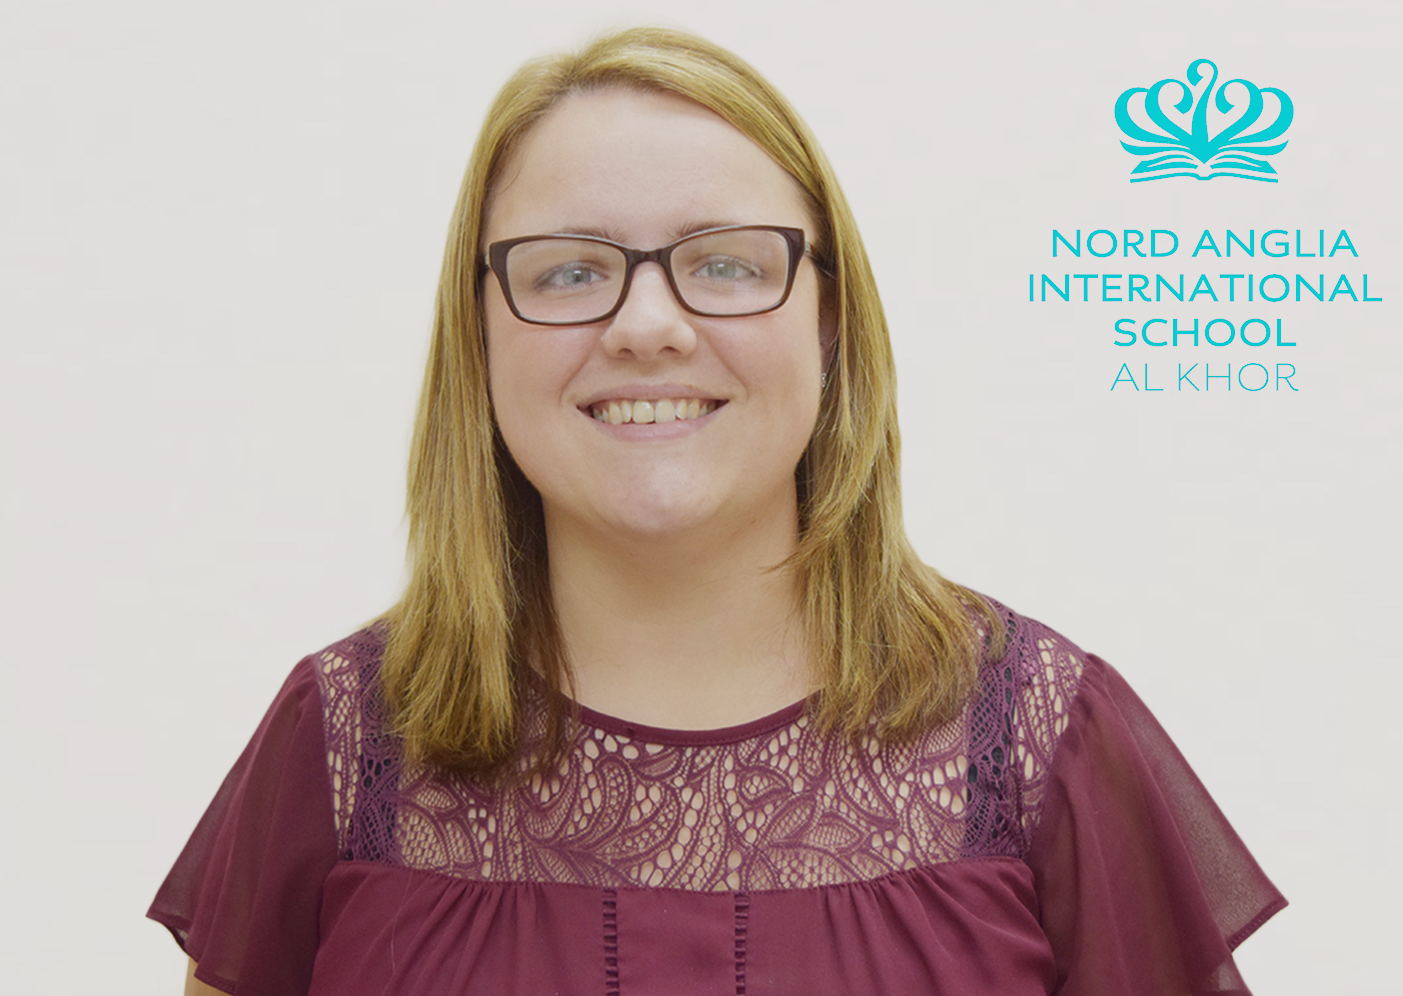 NORD ANGLIA
INTERNATIONAL
SCHOOL
AL KHOR